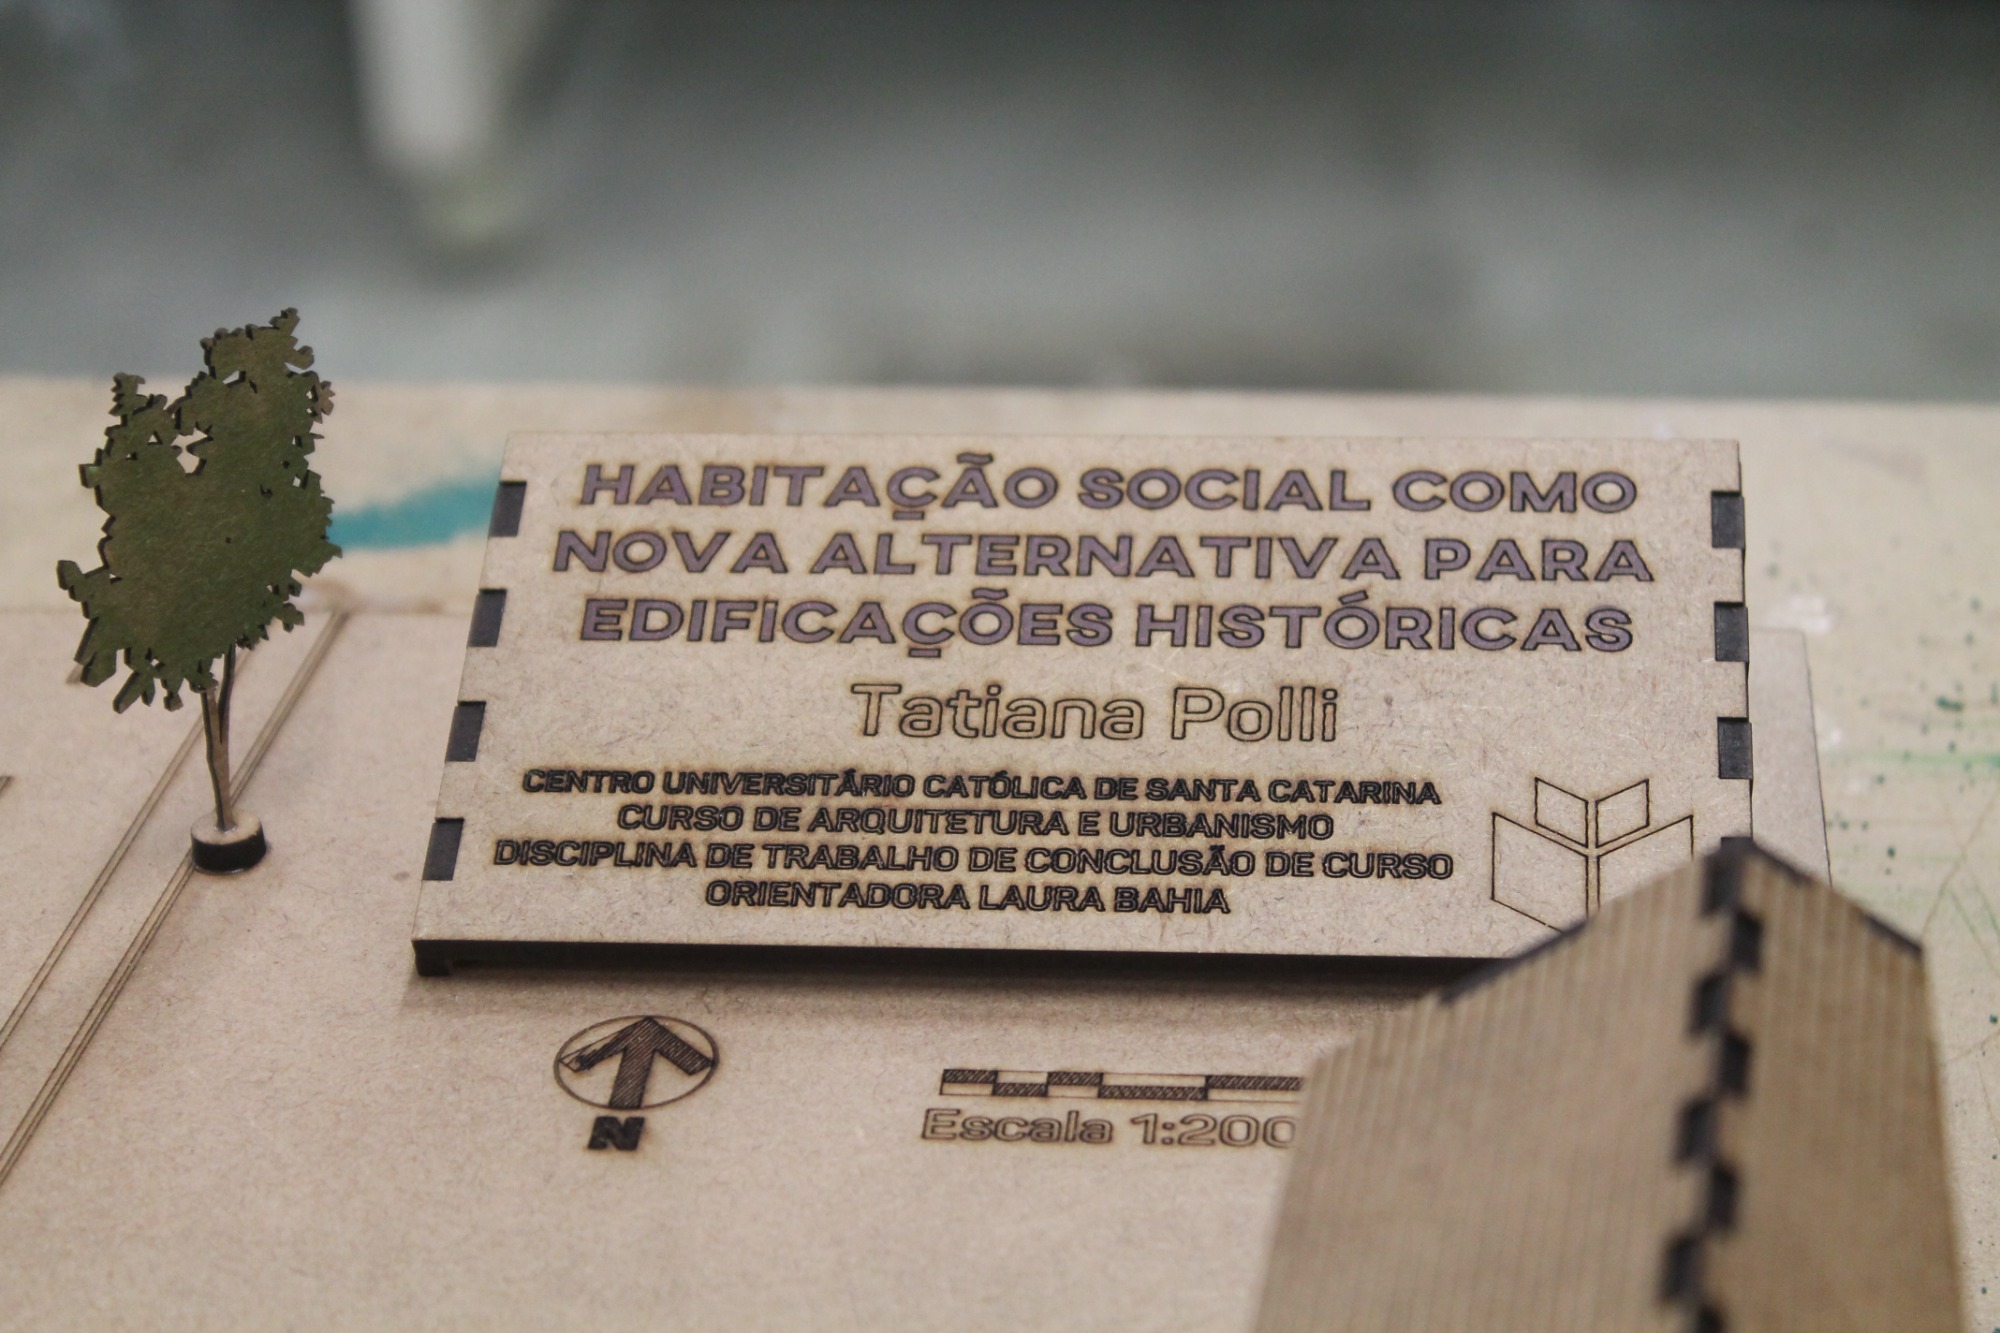 HABITAÇÃO SOCIAL COMO
NOVA ALTERNATIVA PARA
EDIFICAÇÕES HISTÓRICAS
Tatiana Polli
CENTRO UNIVERSITÁRIO CATÓLICA DE SANTA CATARINA
CURSO DE ARQUITETURA E URBANISMO
DISCIPLINA DE TRABALHO DE CONCLUSÃO DE CURSO
ORIENTADORA LAURA BAHIA
N
Escala 1:200